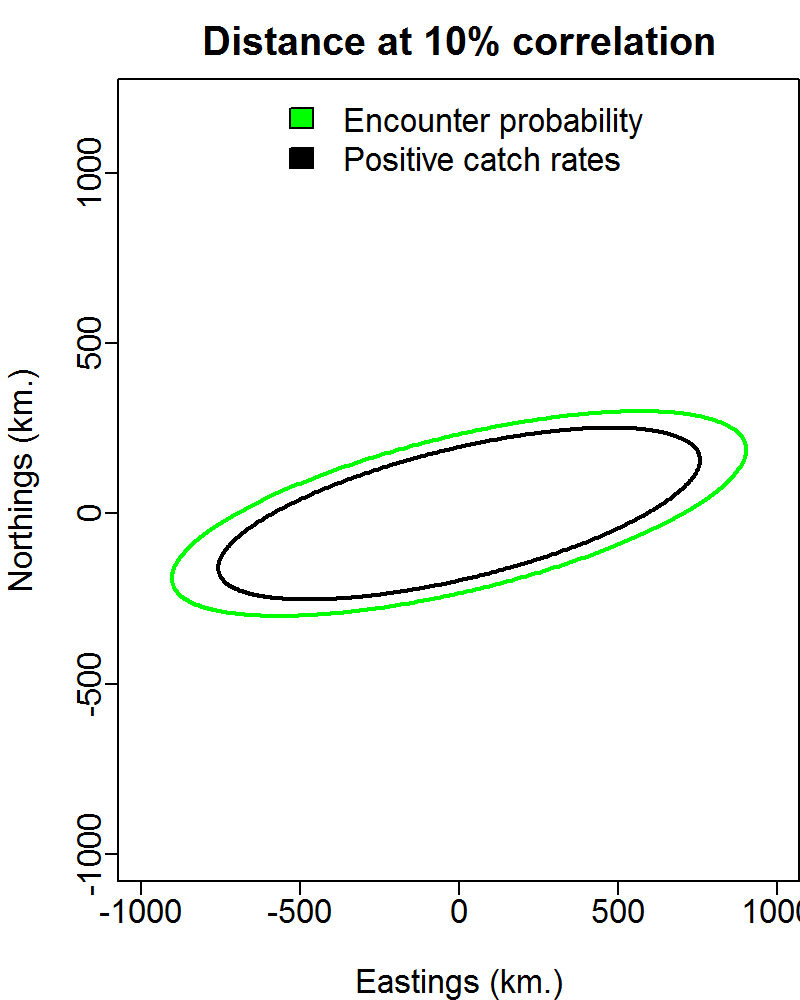 Distance at 10% correlation
Encounter probability
Positive catch rates
1000
500
0
-500
-1000
Northings (km.)
-1000 -500 0 500 1000
Eastings (km.)